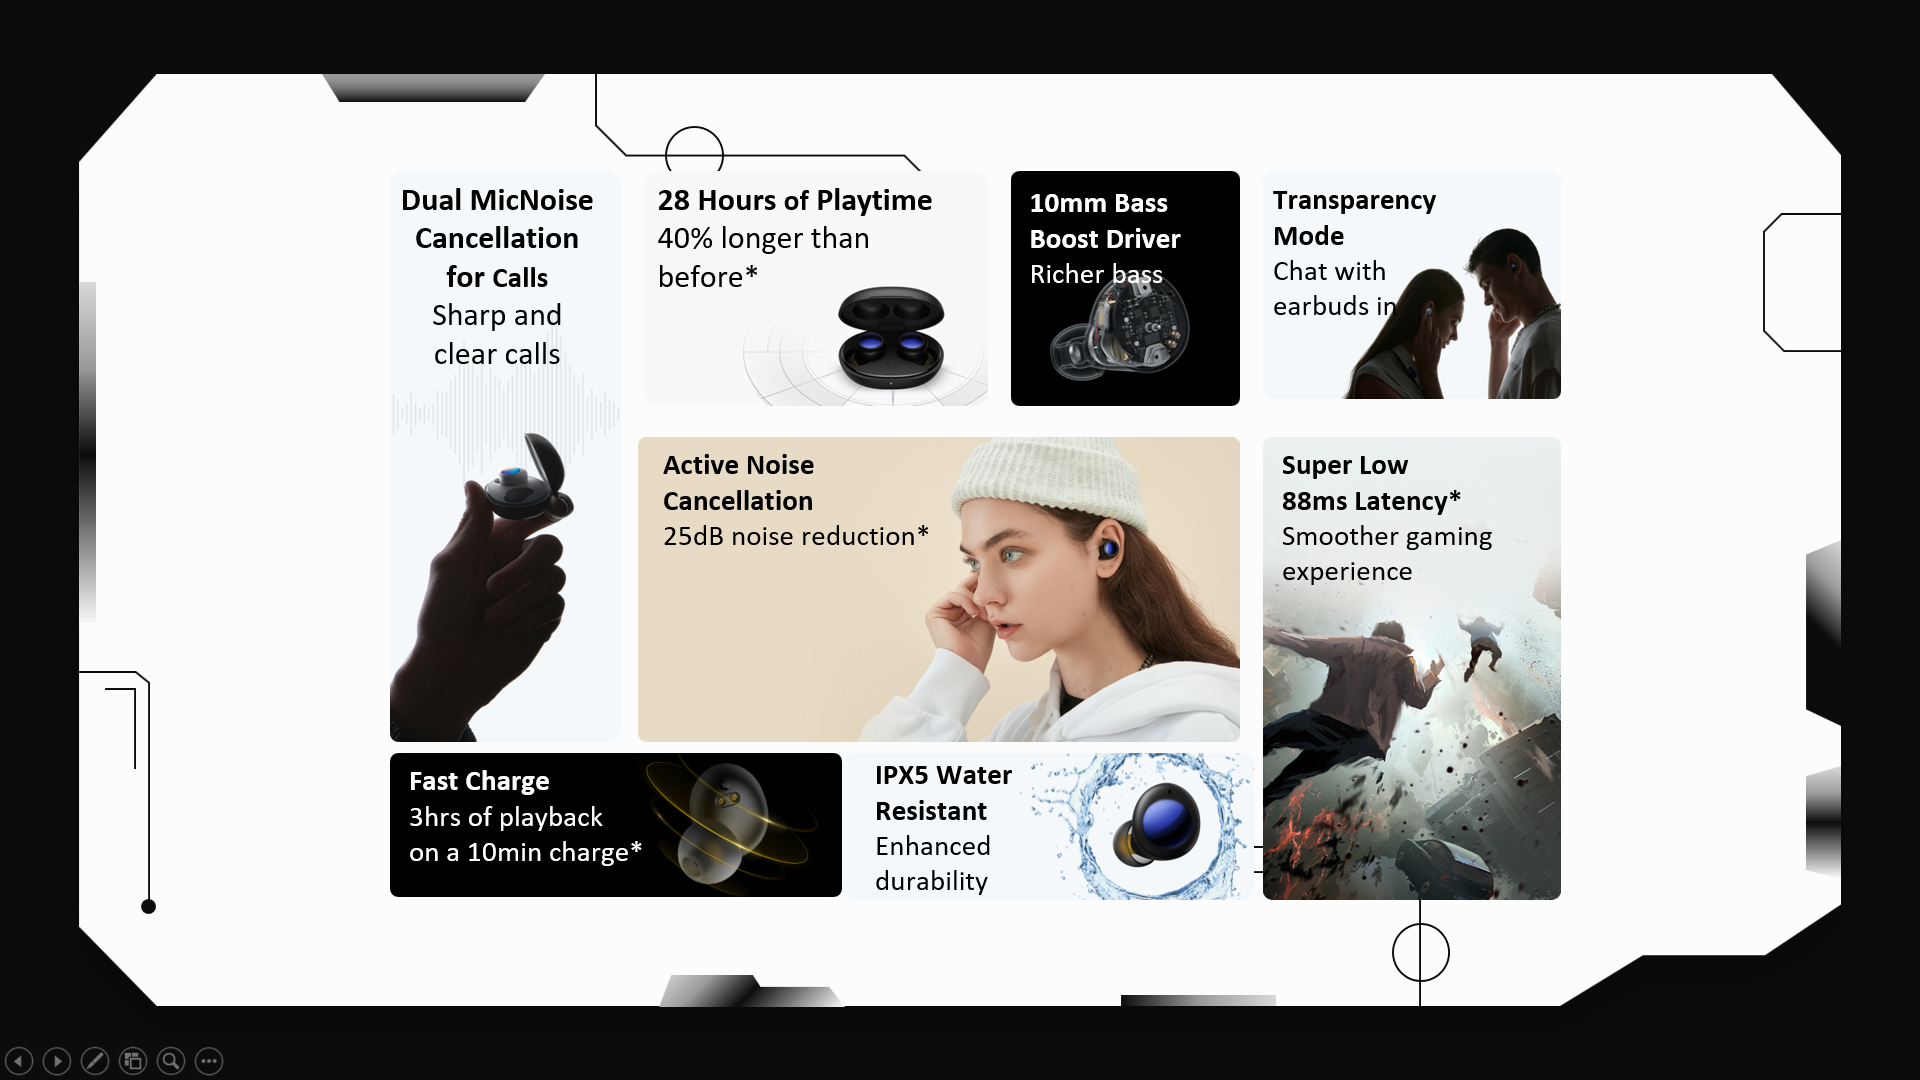 Dual MicNoise
Cancellation
for Calls
Sharp and
clear calls
28 Hours of Playtime
40% longer than
before*
10mm Bass
Boost Driver
Richer bass
Transparency
Mode
Chat with
earbuds in
Active Noise
Cancellation
25dB noise reduction*
Super Low
88ms Latency*
Smoother gaming
experience
Fast Charge
3hrs of playback
on a 10min charge*
IPX5 Water
Resistant
Enhanced
durability